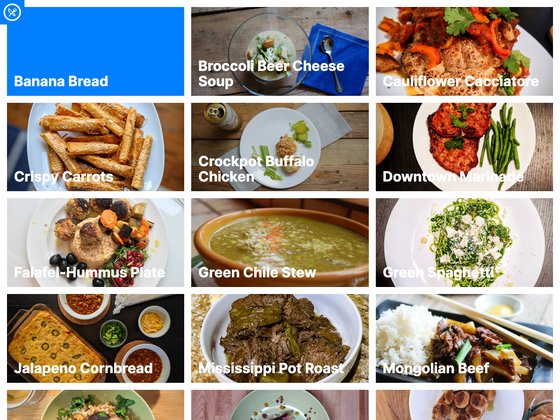 Banana Bread
Broccoli Beer Cheese
Soup
Cauliflower Cacciatore
Crispy Carrots
Crockpot Buffalo
Chicken
Downtown Marinade
Falafel-Hummus Plate
Green Chile Stew
Green Spaghetti
Jalapeno Cornbread
Mississippi Pot Roast
Mongolian Beef